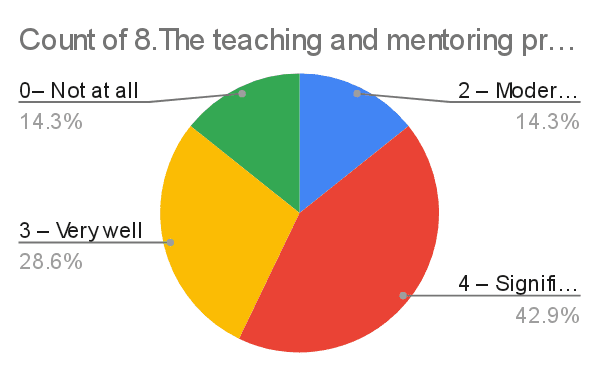 Count of 8.The teaching and mentoring pr…
0– Not at all
14.3%
2 – Moder…
14.3%
3 – Very well
28.6%
4 – Signifi…
42.9%